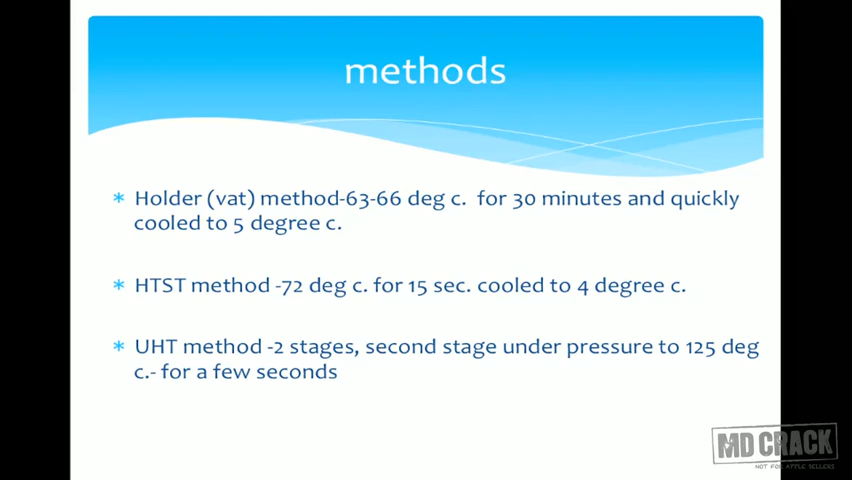 methods
* Holder (vat) method-63-66 deg c.  for 30 minutes and quickly
cooled to 5 degree c.
* HTST method -72 deg c. for 15 sec. cooled to 4 degree c.
* UHT method -2 stages, second stage under pressure to 125 deg
c.- for a few seconds
MD CRACK
NOT FOR APPLE SELLERS